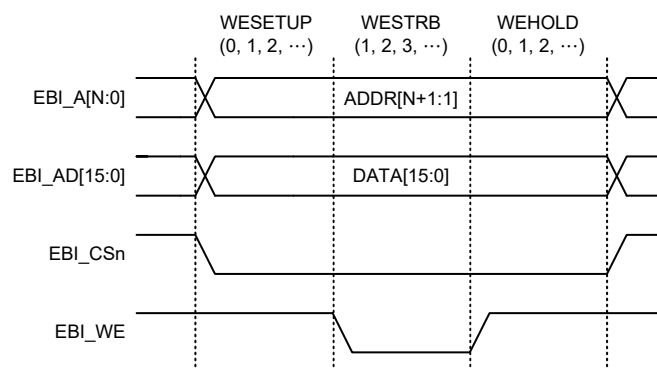 WESETUP WESTRB WEHOLD
(0, 1, 2, ⋯) (1, 2, 3, ⋯) (0, 1, 2, ⋯)
EBI_A[N:0] ADDR[N+1:1]
EBI_AD[15:0] DATA[15:0]
EBI_CSn
EBI_WE